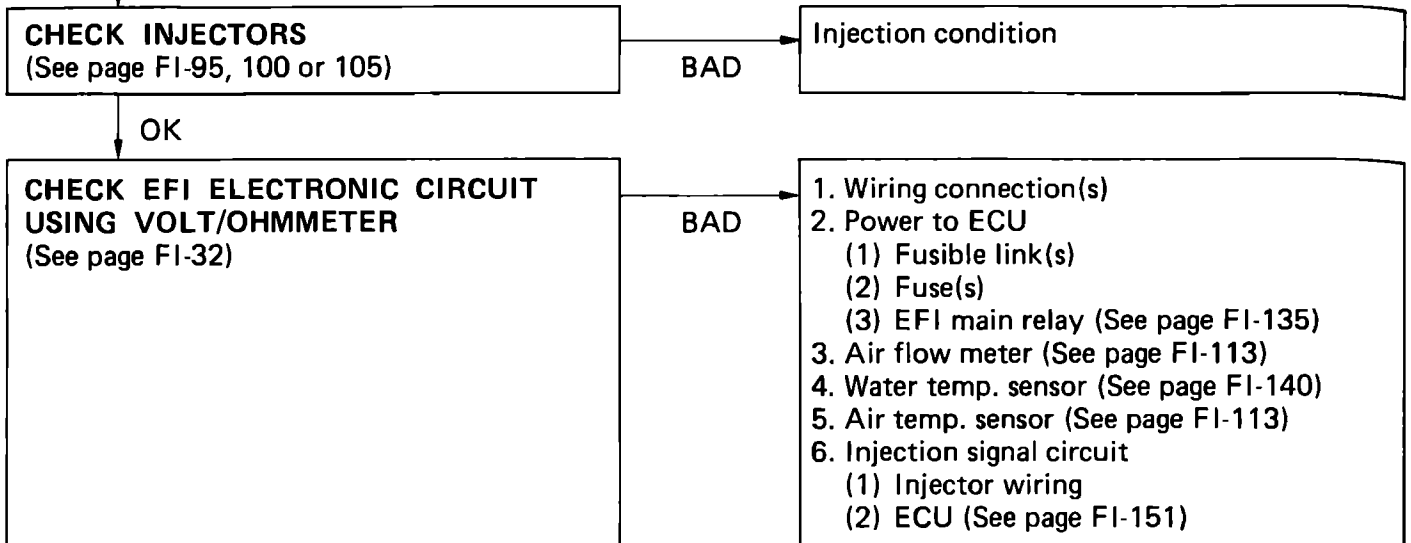 CHECK INJECTORS
(See page FI-95, 100 or 105)
BAD
Injection condition
OK
CHECK EFI ELECTRONIC CIRCUIT
USING VOLT/OHMMETER
(See page FI-32)
BAD
1. Wiring connection(s)
2. Power to ECU
(1) Fusible link(s)
(2) Fuse(s)
(3) EFI main relay (See page FI-135)
3. Air flow meter (See page FI-113)
4. Water temp. sensor (See page FI-140)
5. Air temp. sensor (See page FI-113)
6. Injection signal circuit
(1) Injector wiring
(2) ECU (See page FI-151)